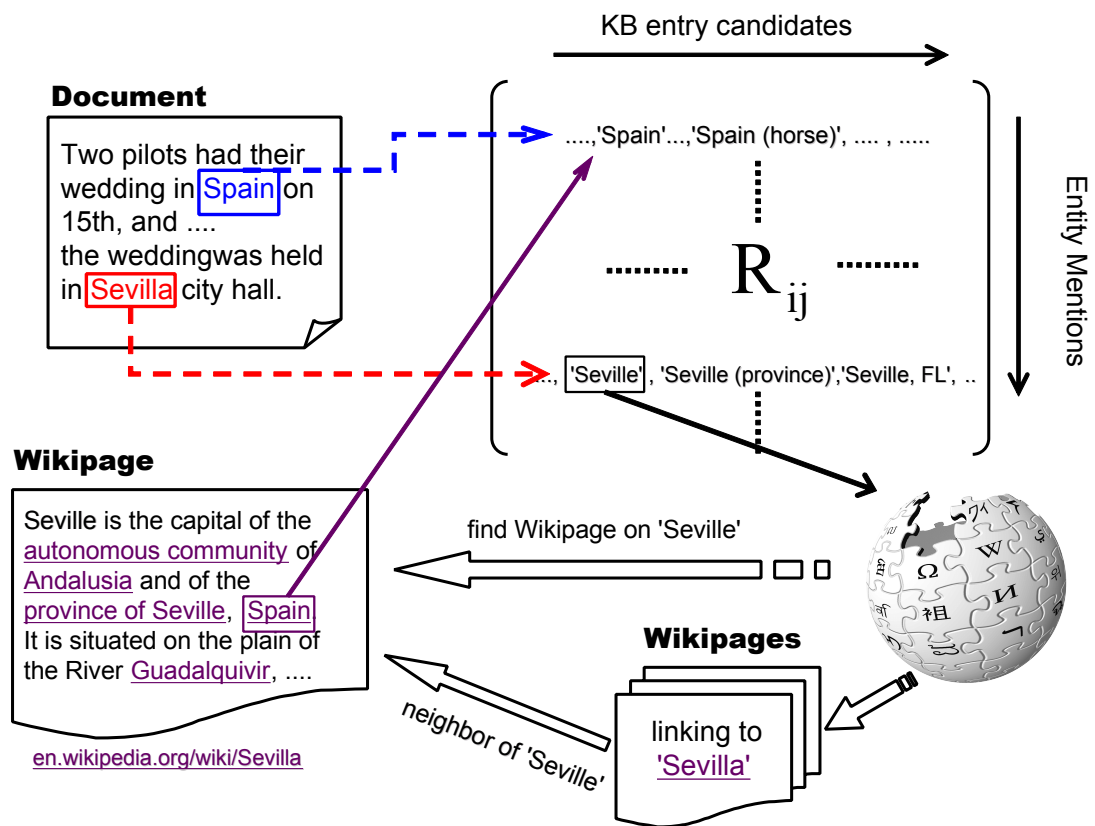 KB entry candidates
Document
Two pilots had their
wedding in Spain on
15th, and ....
the weddingwas held
in Sevilla city hall.
....,'Spain'...,'Spain (horse)', .... , .....
R ij
Entity Mentions
...., 'Seville' , 'Seville (province)','Seville, FL', ..
Wikipage
Seville is the capital of the
autonomous community of
Andalusia and of the
province of Seville, Spain.
It is situated on the plain of
the River Guadalquivir, ....
en.wikipedia.org/wiki/Sevilla
find Wikipage on 'Seville'
neighbor of 'Seville'
Wikipages
linking to
'Sevilla'
Ω
W
祖
И